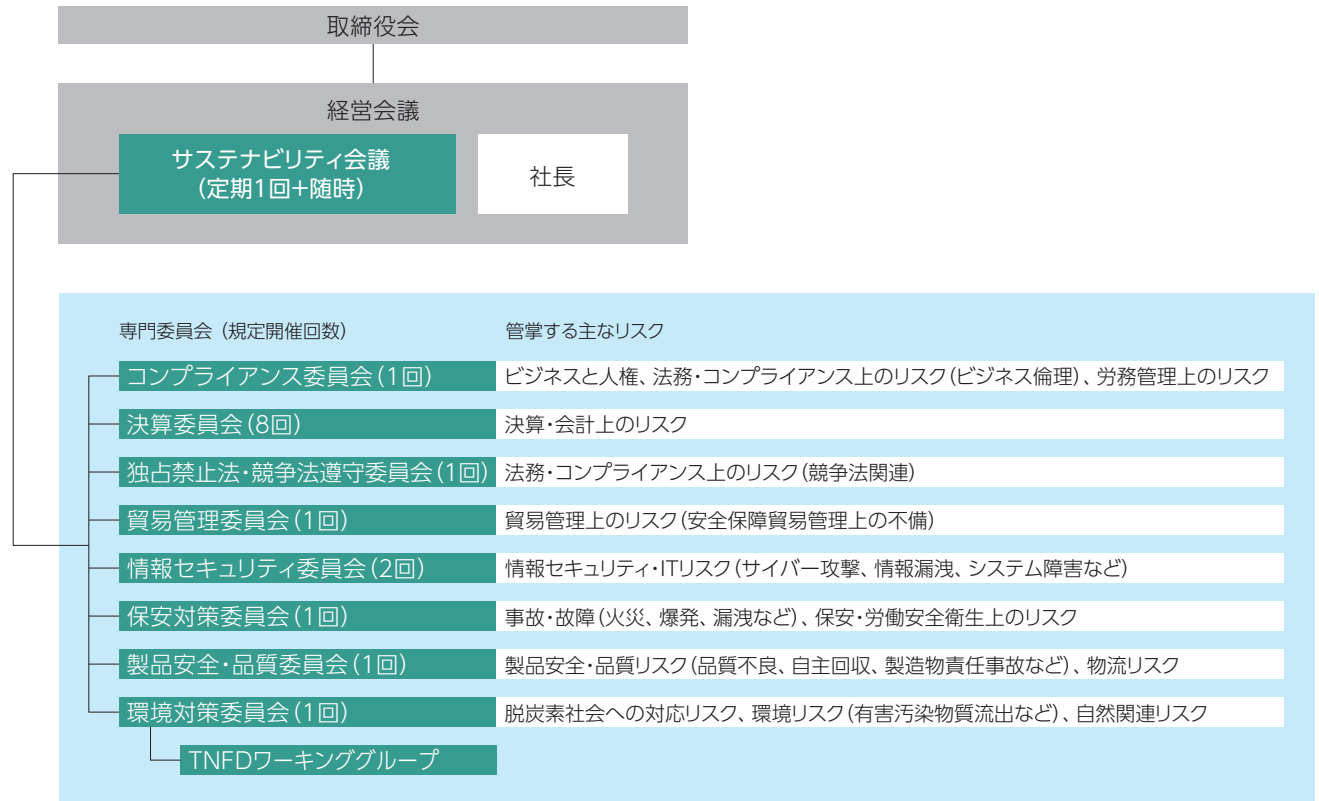 取締役会
経営会議
サステナビリティ会議
(定期1回+随時)
社長
専門委員会(規定開催回数)
管掌する主なリスク
コンプライアンス委員会(1回)
ビジネスと人権、法務・コンプライアンス上のリスク(ビジネス倫理)、労務管理上のリスク
決算委員会(8回)
決算・会計上のリスク
独占禁止法・競争法遵守委員会(1回)
法務・コンプライアンス上のリスク(競争法関連)
貿易管理委員会(1回)
貿易管理上のリスク(安全保障貿易管理上の不備)
情報セキュリティ委員会(2回)
情報セキュリティ・ITリスク(サイバー攻撃、情報漏洩、システム障害など)
保安対策委員会(1回)
事故・故障(火災、爆発、漏洩など)、保安・労働安全衛生上のリスク
製品安全・品質委員会(1回)
製品安全・品質リスク(品質不良、自主回収、製造物責任事故など)、物流リスク
環境対策委員会(1回)
脱炭素社会への対応リスク、環境リスク(有害汚染物質流出など)、自然関連リスク
TNFDワーキンググループ